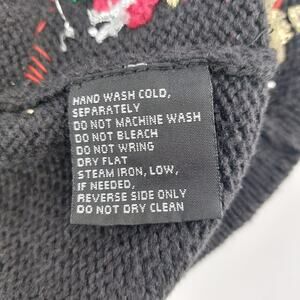 HAND WASH COLD,
SEPARATELY
DO NOT MACHINE WASH
DO NOT BLEACH
DO NOT WRING
DRY FLAT
STEAM IRON, LOW,
IF NEEDED,
REVERSE SIDE ONLY
DO NOT DRY CLEAN